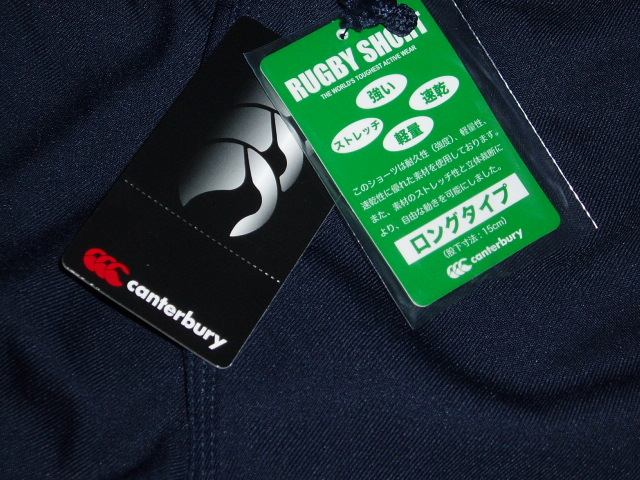 RUGBY SHORT
THE WORLD'S TOUGHEST ACTIVE WEAR
強い
速乾
ストレッチ
軽量
このショーツは耐久性(強度)、軽量性、
速乾性に優れた素材を使用しております。
また、素材のストレッチ性と立体裁断に
より、自由な動きを可能にしました。
ロングタイプ
(股下寸法:15cm)
canterbury
CCC
canterbury